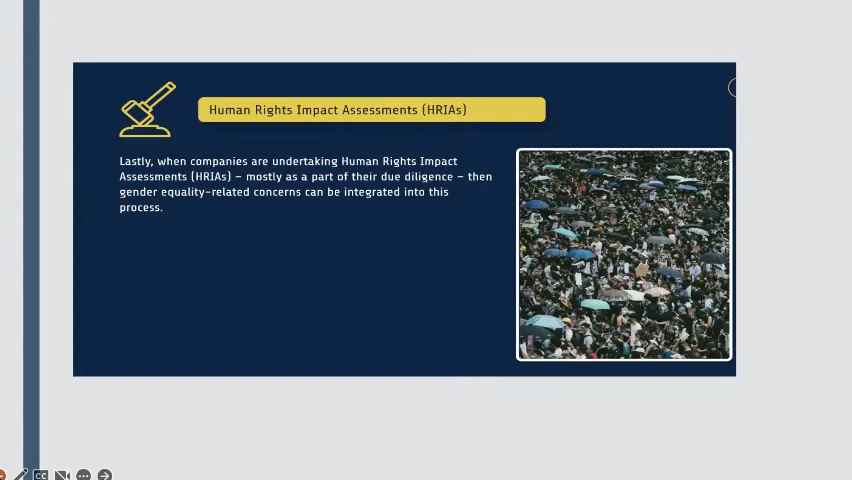 Human Rights Impact Assessments (HRIAs)
Lastly, when companies are undertaking Human Rights Impact
Assessments (HRIAs) – mostly as a part of their due diligence – then
gender equality-related concerns can be integrated into this
process.
CC